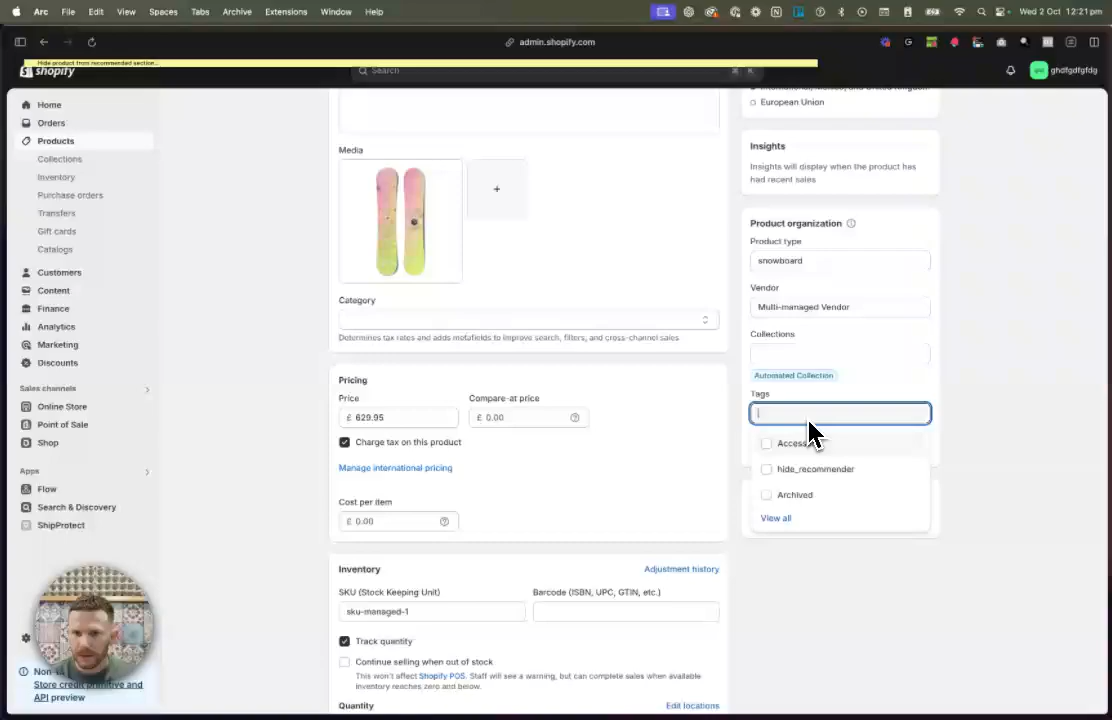 Arc File Edit View Spaces Tabs Archive Extensions Window Help
Wed 2 Oct 12:21pm
admin.shopify.com
Hide product from recommended section...
shopify
Search
ghdfgdfgfdg
Home
Orders
Products
Collections
Inventory
Purchase orders
Transfers
Gift cards
Catalogs
Customers
Content
Finance
Analytics
Marketing
Discounts
Sales channels
Online Store
Point of Sale
Shop
Apps
Flow
Search & Discovery
ShipProtect
Store credit primitive and
API preview
Media
Category
Determines tax rates and adds metafields to improve search, filters, and cross-channel sales
Pricing
Price
Compare-at price
£ 629.95
£ 0.00
Charge tax on this product
Manage international pricing
Cost per item
£ 0.00
Inventory
Adjustment history
SKU (Stock Keeping Unit)
Barcode (ISBN, UPC, GTIN, etc.)
sku-managed-1
Track quantity
Continue selling when out of stock
This won't affect Shopify POS. Staff will see a warning, but can complete sales when available
inventory reaches zero and below.
Quantity
Edit locations
European Union
Insights
Insights will display when the product has
had recent sales
Product organization
Product type
snowboard
Vendor
Multi-managed Vendor
Collections
Automated Collection
Tags
hide_recommender
Archived
View all